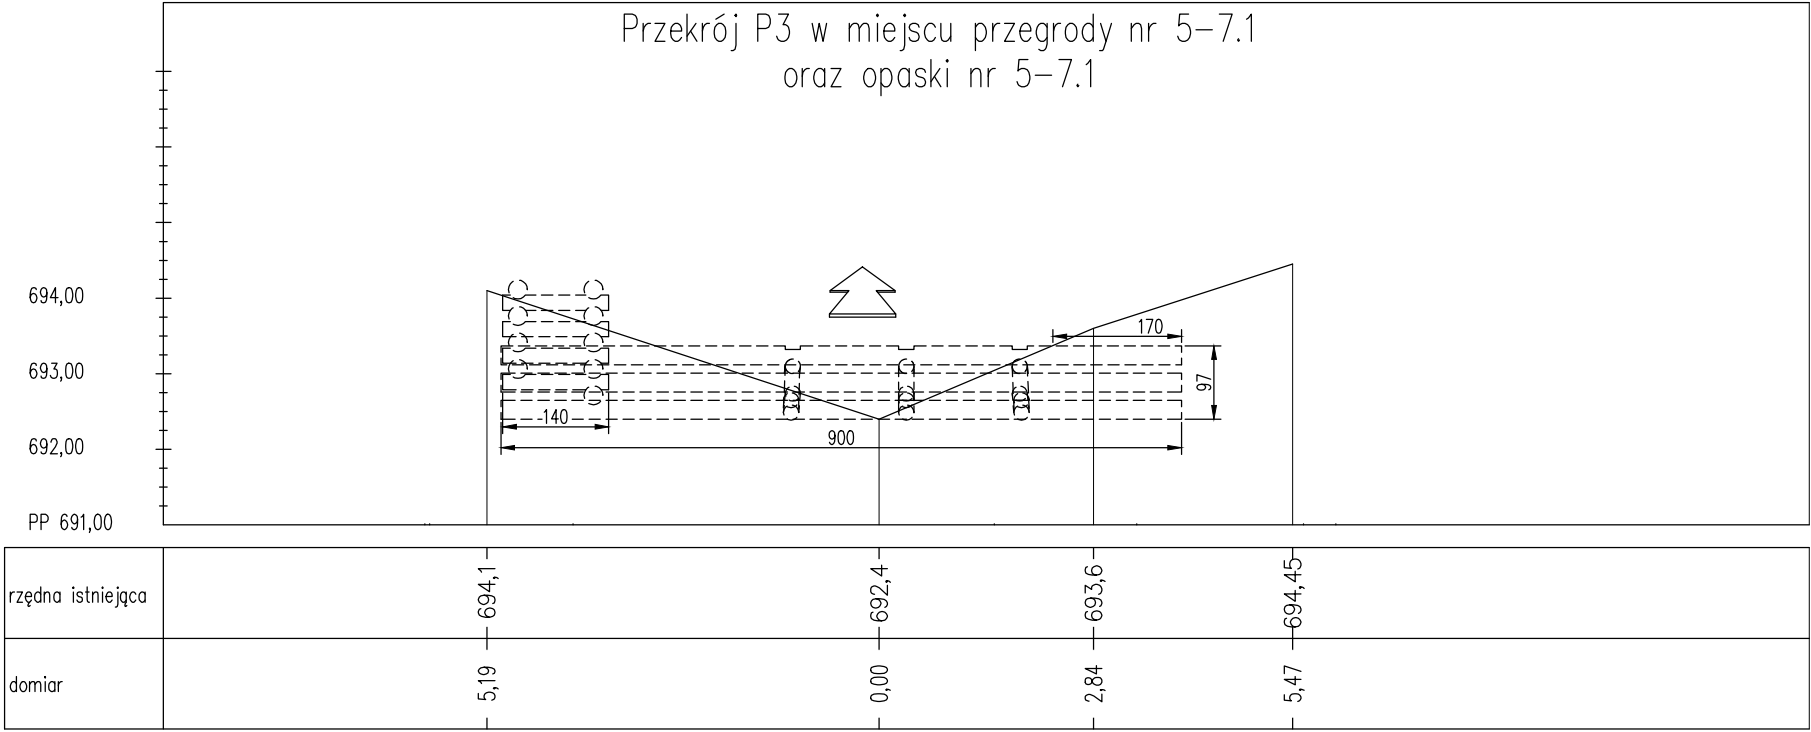 Przekrój P3 w miejscu przegrody nr 5-7.1
oraz opaski nr 5-7.1
694,00
170
693,00
97
140
692,00
900
PP 691,00
rzędna istniejąca 694,1 692,4 693,6 694,45
domiar 5,19 0,00 2,84 5,47